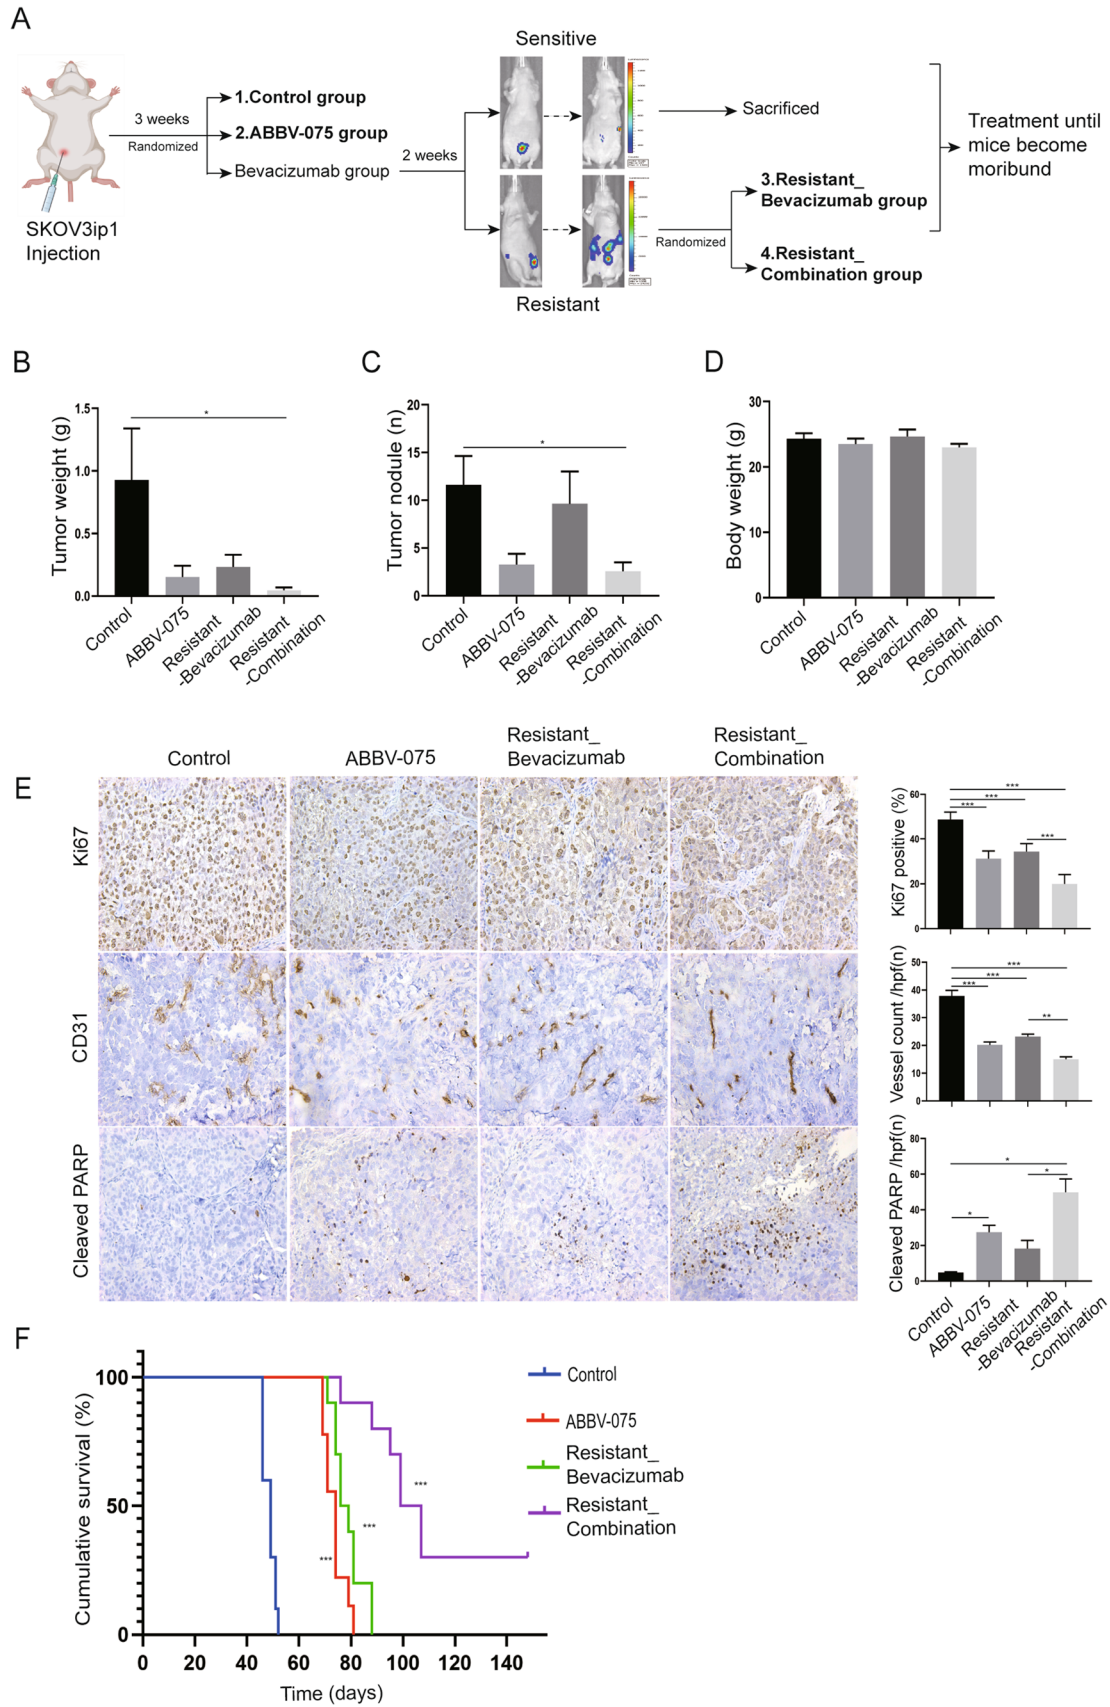 A
Sensitive
3 weeks
Randomized
1.Control group
2.ABBV-075 group
Bevacizumab group
2 weeks
Sacrificed
Treatment until
mice become
moribund
3.Resistant_
Bevacizumab group
Randomized
4.Resistant_
Combination group
SKOV3ip1
Injection
Resistant
B
Tumor weight (g)
1.5
1.0
0.5
0.0
*
Control
ABBV-075
Resistant
-Bevacizumab
Resistant
-Combination
C
Tumor nodule (n)
20
15
10
5
0
*
Control
ABBV-075
Resistant
-Bevacizumab
Resistant
-Combination
D
Body weight (g)
30
20
10
0
Control
ABBV-075
Resistant
-Bevacizumab
Resistant
-Combination
E
Control
ABBV-075
Resistant_
Bevacizumab
Resistant_
Combination
Ki67
CD31
Cleaved PARP
Ki67 positive (%)
60
40
20
0
***
***
***
***
Vessel count /hpf(n)
50
40
30
20
10
0
***
***
***
**
Cleaved PARP /hpf(n)
80
60
40
20
0
*
*
*
Control
ABBV-075
Resistant
-Bevacizumab
Resistant
-Combination
F
Cumulative survival (%)
100
50
0
***
***
***
0 20 40 60 80 100 120 140
Time (days)
Control
ABBV-075
Resistant_
Bevacizumab
Resistant_
Combination